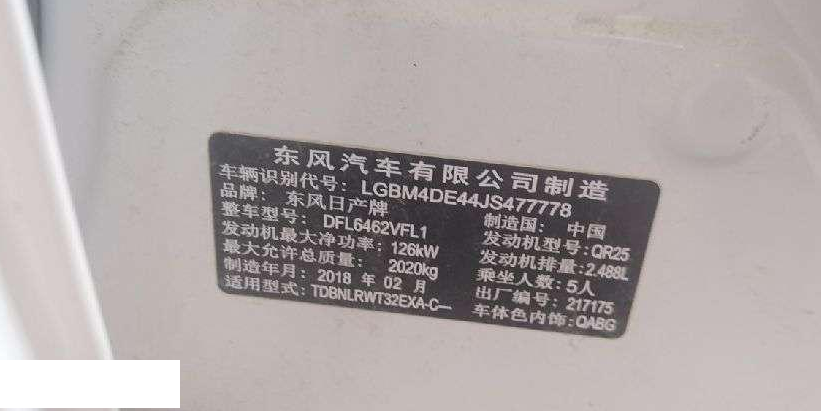 东风汽车有限公司制造
车辆识别代号: LGBM4DE44JS477778
品牌: 东风日产牌 制造国: 中国
整车型号: DFL6462VFL1 发动机型号: QR25
发动机最大净功率: 126kW 发动机排量: 2.488L
最大允许总质量: 2020kg 乘坐人数: 5人
制造年月: 2018 年 02 月 出厂编号: 217175
适用型式: TDBNLRWT32EXA-C— 车体色内饰: QABG